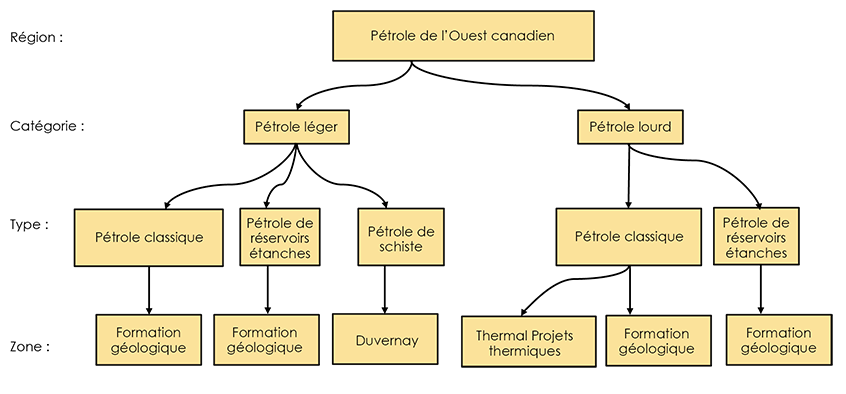 Région :
Pétrole de l'Ouest canadien
Catégorie :
Pétrole léger
Pétrole lourd
Type :
Pétrole classique
Pétrole de
réservoirs
étanches
Pétrole de
schiste
Pétrole classique
Pétrole de
réservoirs
étanches
Zone :
Formation
géologique
Formation
géologique
Duvernay
Thermal Projets
thermiques
Formation
géologique
Formation
géologique